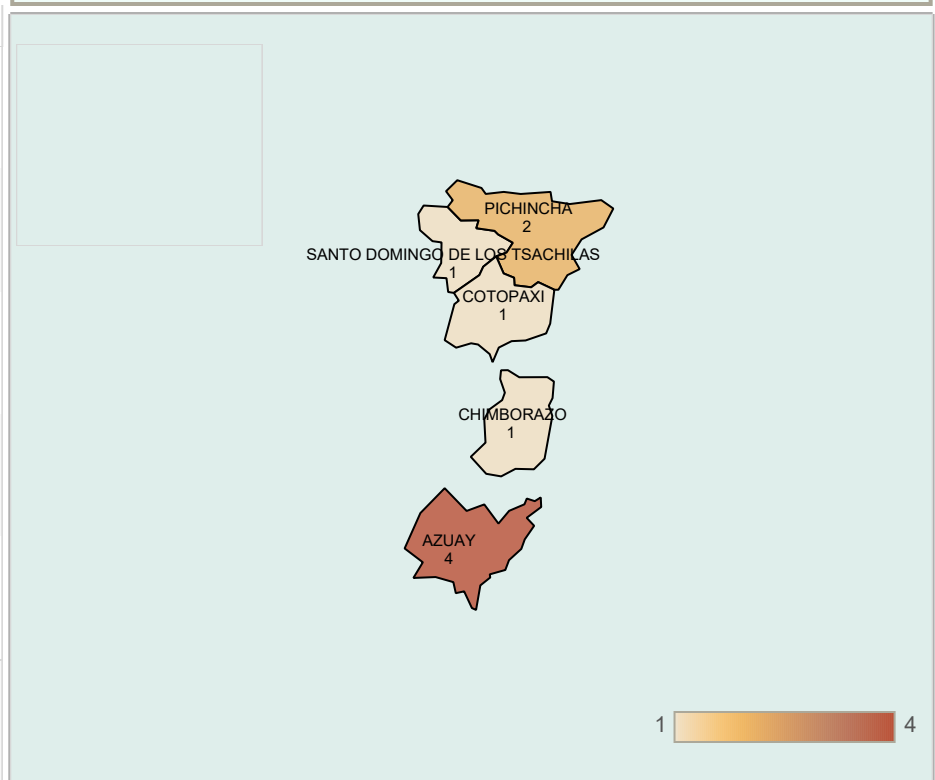 PICHINCHA
2
SANTO DOMINGO DE LOS TSACHILAS
1
COTOPAXI
1
CHIMBORAZO
1
AZUAY
4
1 4